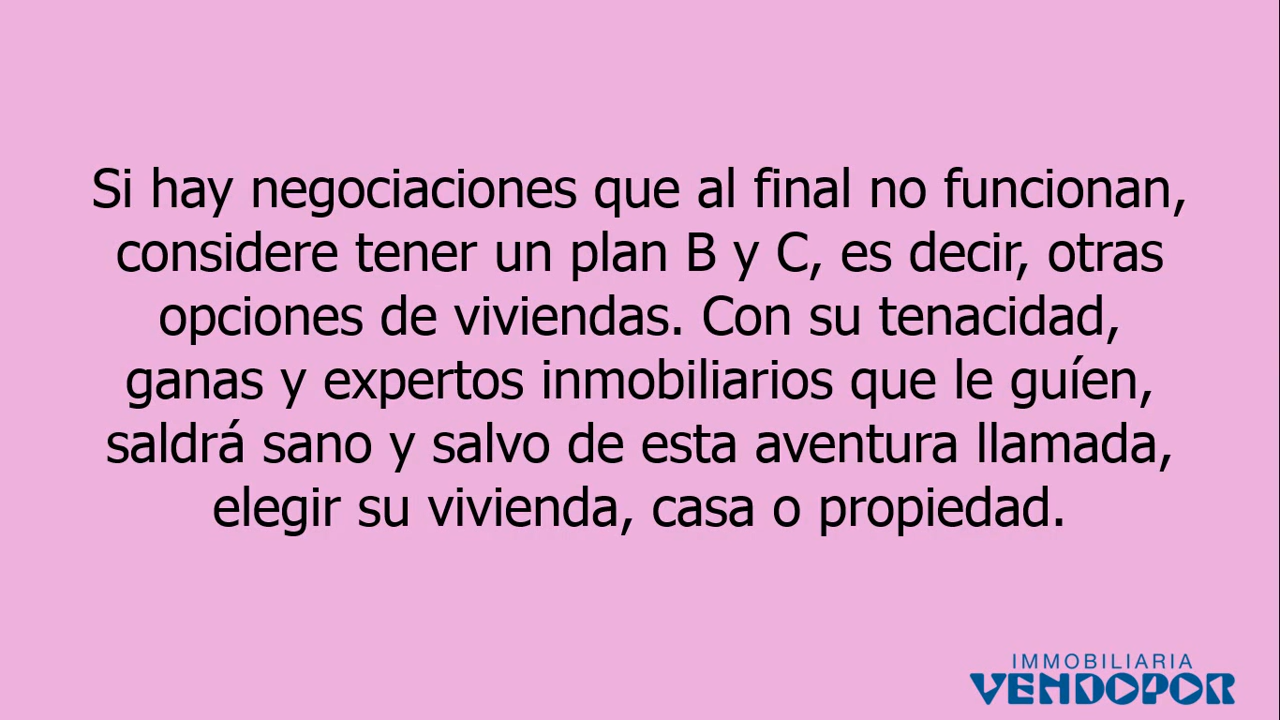 Si hay negociaciones que al final no funcionan,
considere tener un plan B y C, es decir, otras
opciones de viviendas. Con su tenacidad,
ganas y expertos inmobiliarios que le guíen,
saldrá sano y salvo de esta aventura llamada,
elegir su vivienda, casa o propiedad.
IMMOBILIARIA
VENDOPOR